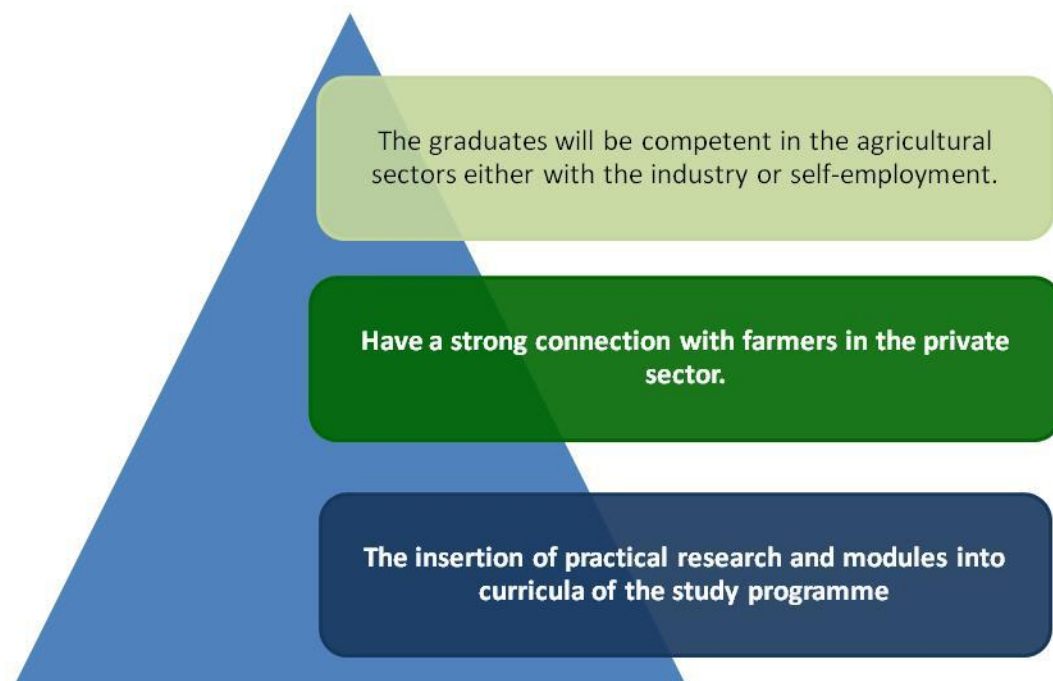 The graduates will be competent in the agricultural
sectors either with the industry or self-employment.
Have a strong connection with farmers in the private
sector.
The insertion of practical research and modules into
curricula of the study programme